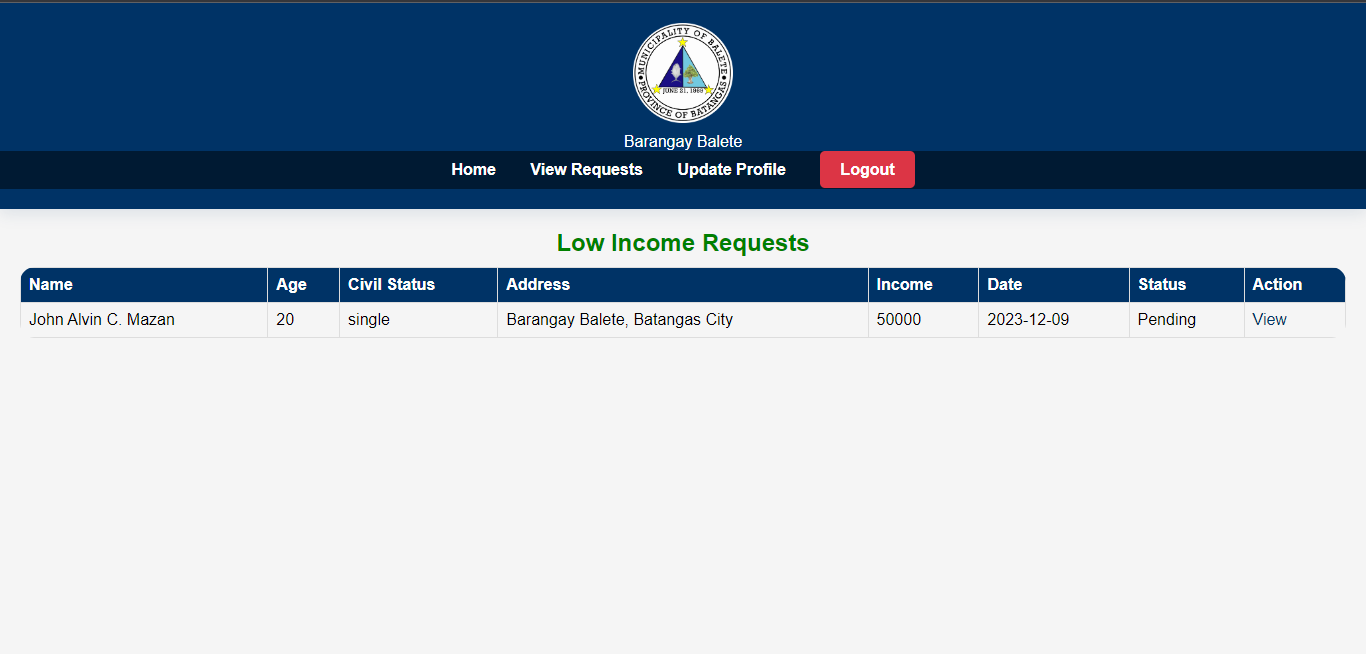 MUNICIPALITY OF BALETE
JUNE 21, 1969
PROVINCE OF BATANGAS
Barangay Balete
Home View Requests Update Profile Logout
Low Income Requests
Name Age Civil Status Address Income Date Status Action
John Alvin C. Mazan 20 single Barangay Balete, Batangas City 50000 2023-12-09 Pending View